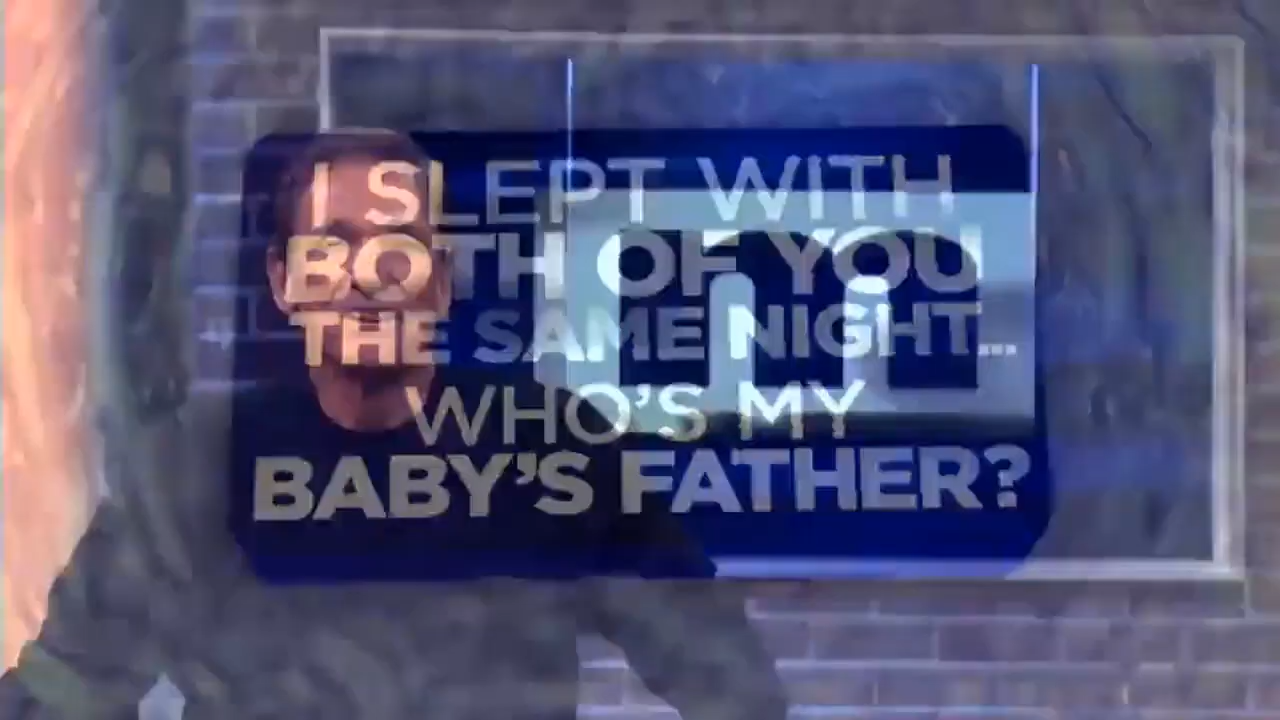 I SLEPT WITH
BOTH OF YOU
THE SAME NIGHT...
WHO'S MY
BABY'S FATHER?